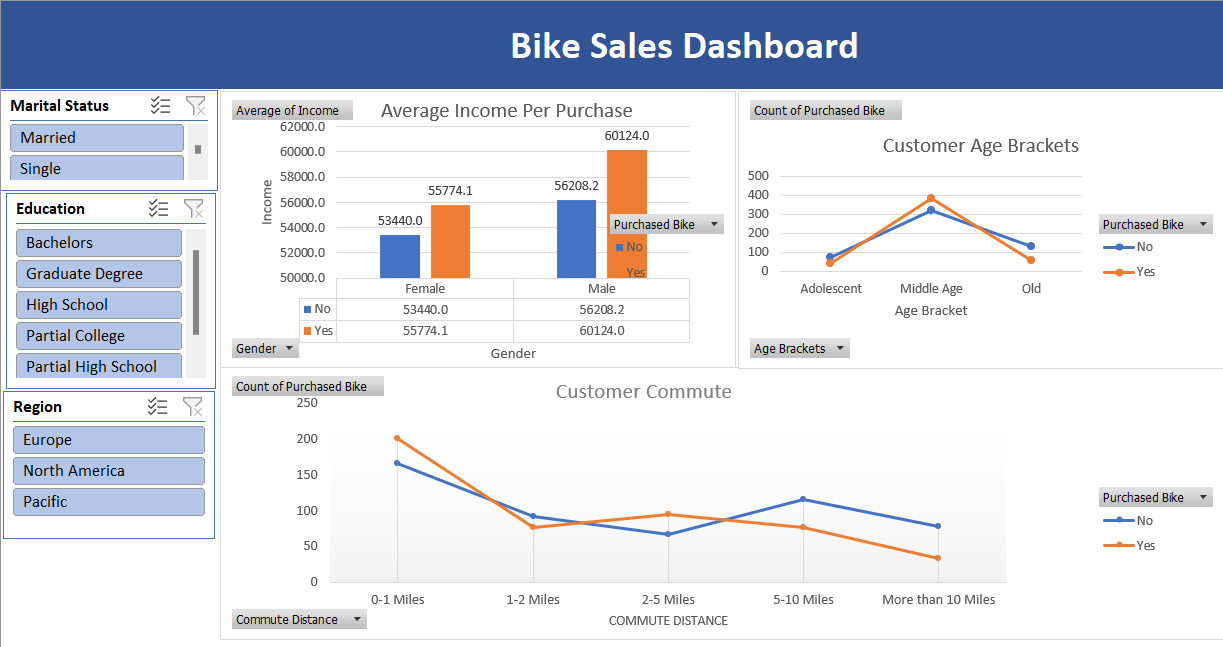 Bike Sales Dashboard
Marital Status
Married
Single
Education
Bachelors
Graduate Degree
High School
Partial College
Partial High School
Region
Europe
North America
Pacific
Average of Income
Average Income Per Purchase
62000.0
60000.0
58000.0
56000.0
54000.0
52000.0
50000.0
Income
53440.0
55774.1
56208.2
60124.0
Purchased Bike
No
Yes
Female Male
No 53440.0 56208.2
Yes 55774.1 60124.0
Gender
Gender
Count of Purchased Bike
Customer Age Brackets
500
400
300
200
100
0
Adolescent Middle Age Old
Age Bracket
Purchased Bike
No
Yes
Age Brackets
Count of Purchased Bike
Customer Commute
250
200
150
100
50
0
0-1 Miles 1-2 Miles 2-5 Miles 5-10 Miles More than 10 Miles
COMMUTE DISTANCE
Commute Distance
Purchased Bike
No
Yes